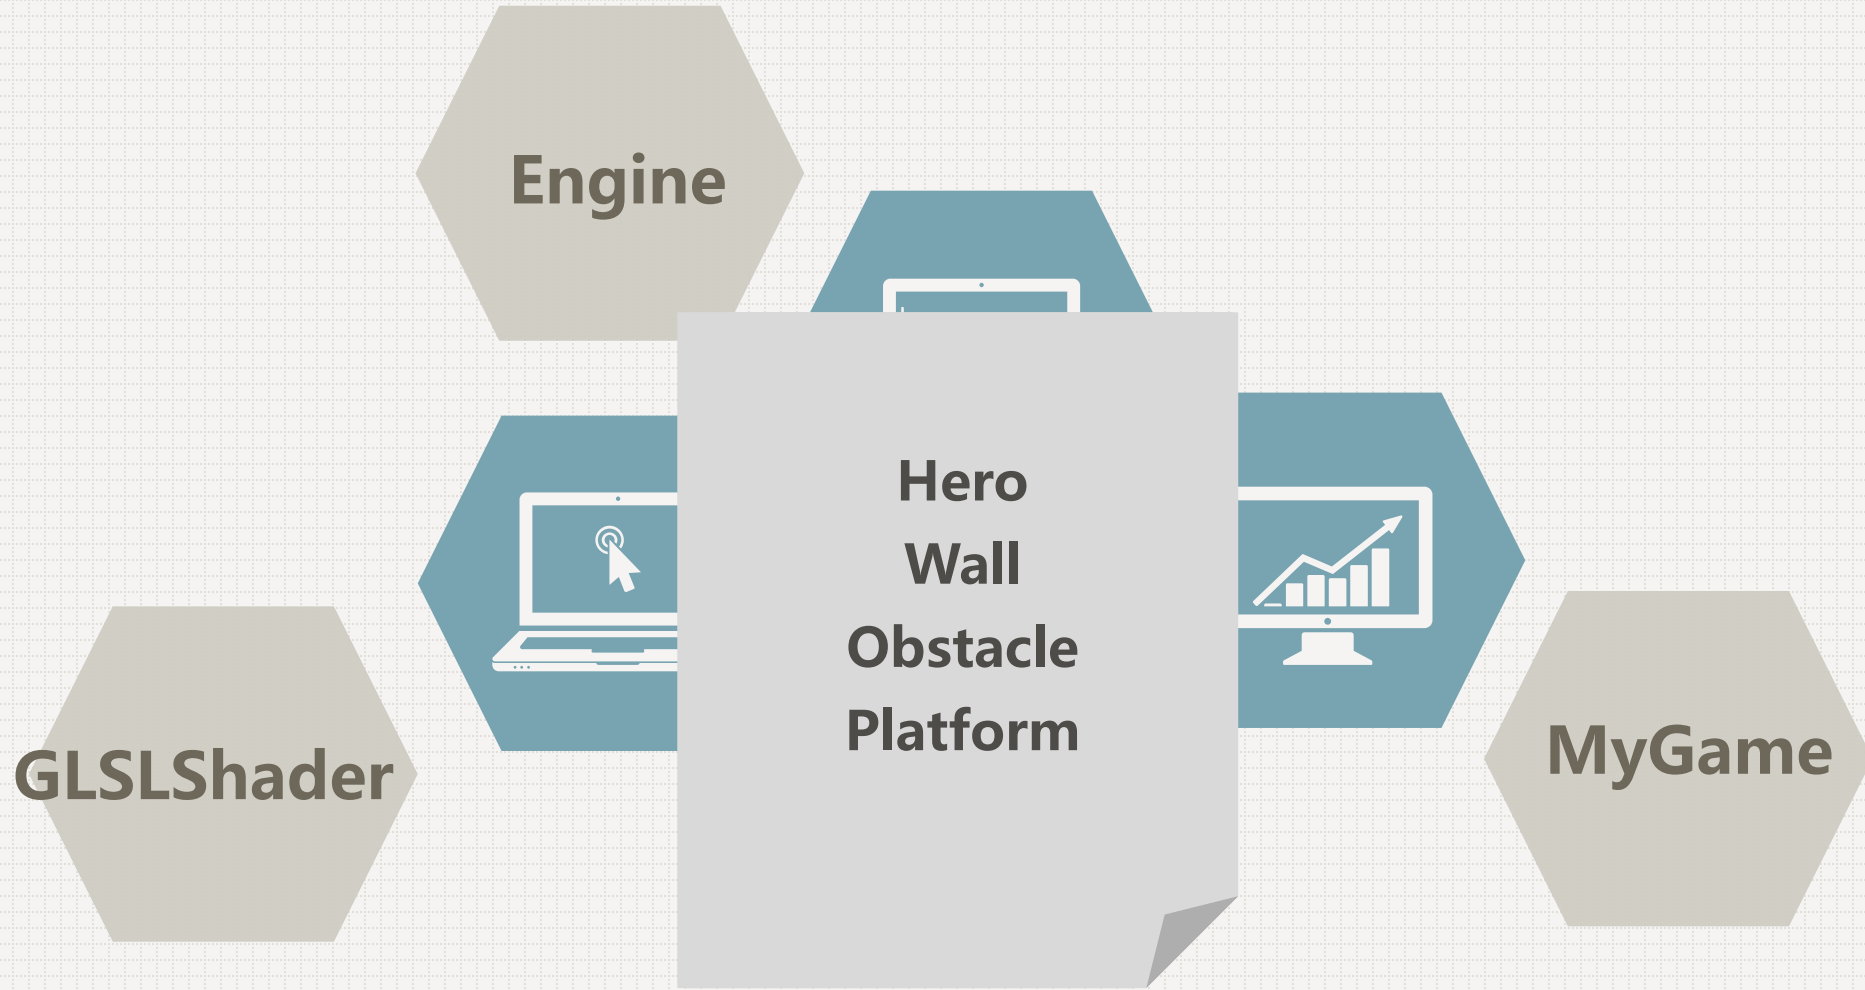 Engine
Hero
Wall
Obstacle
Platform
GLSLShader
MyGame